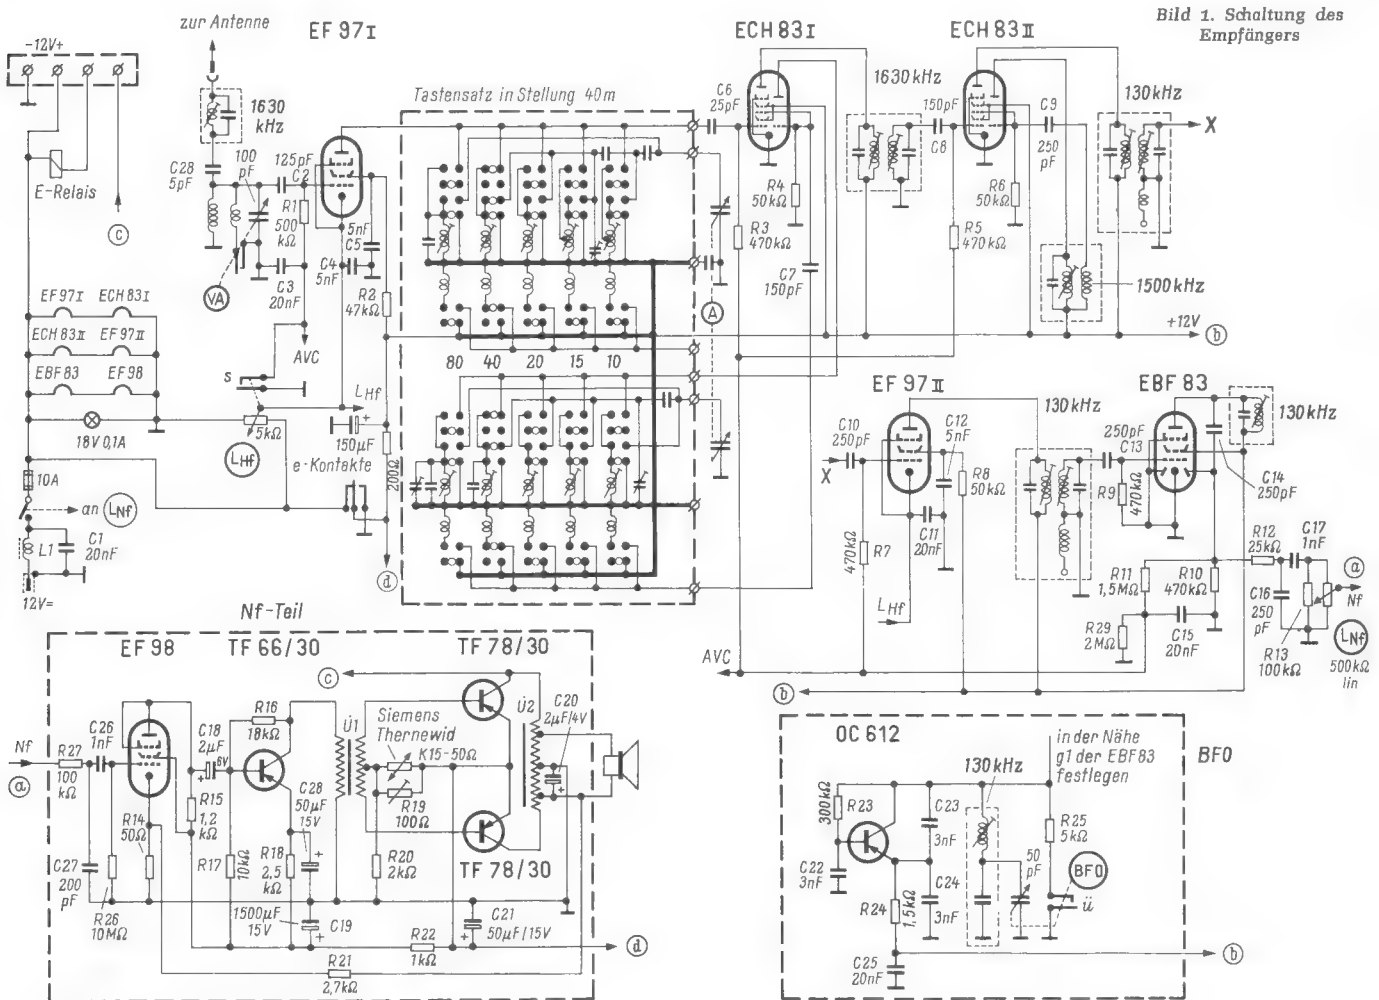 Bild 1. Schaltung des
Empfängers
zur Antenne
EF 97 I
ECH 83 I
ECH 83 II
-12V+
1630
kHz
Tastensatz in Stellung 40m
C6
25pF
1630kHz
150pF
C8
C9
250
pF
130kHz
X
E-Relais
C28
5pF
100
pF
125pF
C2
R1
500
kΩ
5nF
C5
C4
5nF
R4
50kΩ
R6
50kΩ
R3
470kΩ
R5
470kΩ
c
VA
C3
20nF
R2
47kΩ
C7
150pF
1500kHz
A
EF 97 I
ECH 83 I
ECH 83 II
EF 97 II
EBF 83
EF 98
AVC
80
40
20
15
10
+12V
b
s
LHf
18V 0,1A
5kΩ
LHf
150µF
+
e-Kontakte
200Ω
EF 97 II
EBF 83
130kHz
130kHz
C10
250pF
C12
5nF
250pF
C13
X
R8
50kΩ
R9
470kΩ
C14
250pF
10A
an LNf
L1
C1
20nF
12V=
d
470kΩ
R7
C11
20nF
R12
25kΩ
C17
1nF
R11
1,5MΩ
R10
470kΩ
C16
250
pF
a
Nf
LHf
R29
2MΩ
C15
20nF
R13
100kΩ
LNf
500kΩ
lin
AVC
b
Nf-Teil
EF 98
TF 66/30
TF 78/30
c
R16
18kΩ
Ü1
Siemens
Thernewid
K15-50Ω
Ü2
C20
2µF/4V
Nf
a
R27
100
kΩ
C26
1nF
C18
2µF
6V
+
R15
1,2
kΩ
C28
50µF
15V
R19
100Ω
+
R14
50Ω
C27
200
pF
R26
10MΩ
R17
10kΩ
R18
2,5
kΩ
+
R20
2kΩ
TF 78/30
1500µF
15V
C19
+
C21
50µF/15V
+
R22
1kΩ
d
R21
2,7kΩ
OC 612
in der Nähe
g1 der EBF83
festlegen
BFO
130kHz
300kΩ
R23
C23
3nF
R25
5kΩ
50
pF
BFO
C22
3nF
C24
3nF
R24
1,5kΩ
ü
C25
20nF
b